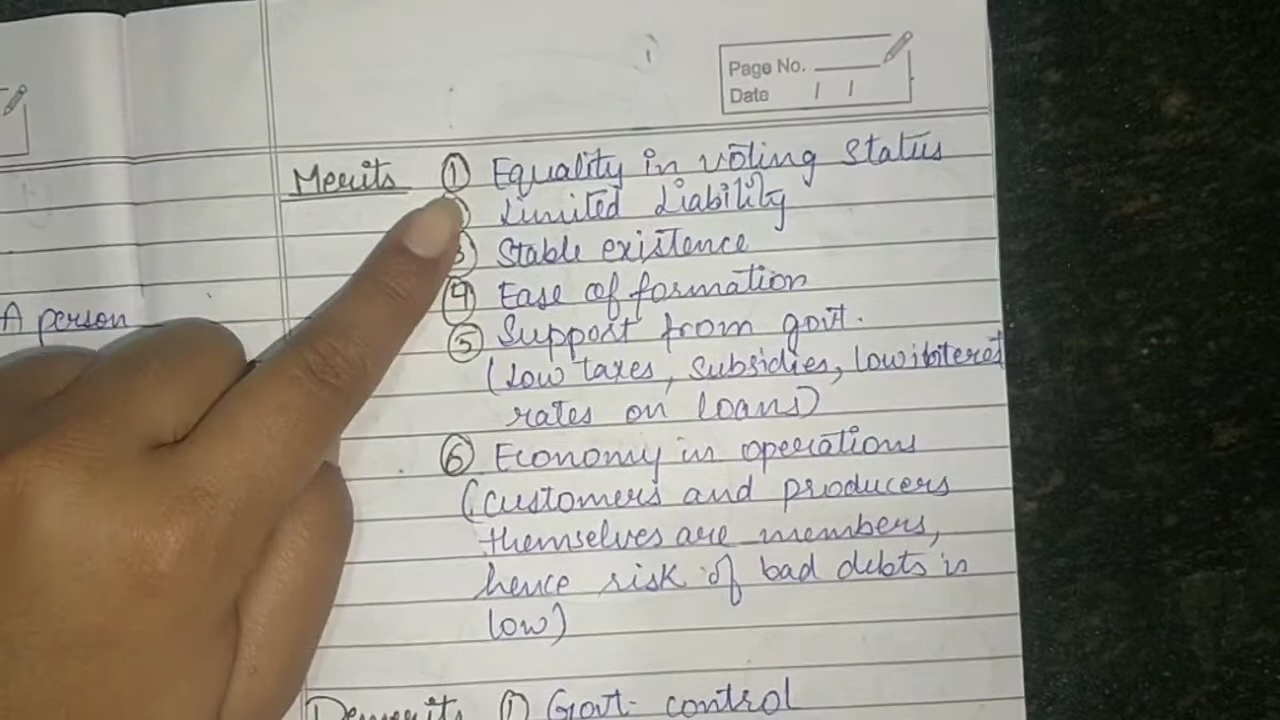 Page No.
Date / /
A person
Merits ① Equality in voting status
Limited Liability
3 Stable existence
④ Ease of formation
⑤ Support from govt.
(low taxes, subsidies, low interest
rates on loans)
⑥ Economy in operations
(customers and producers
themselves are members,
hence risk of bad debts is
low)
Demerits ① Govt. control